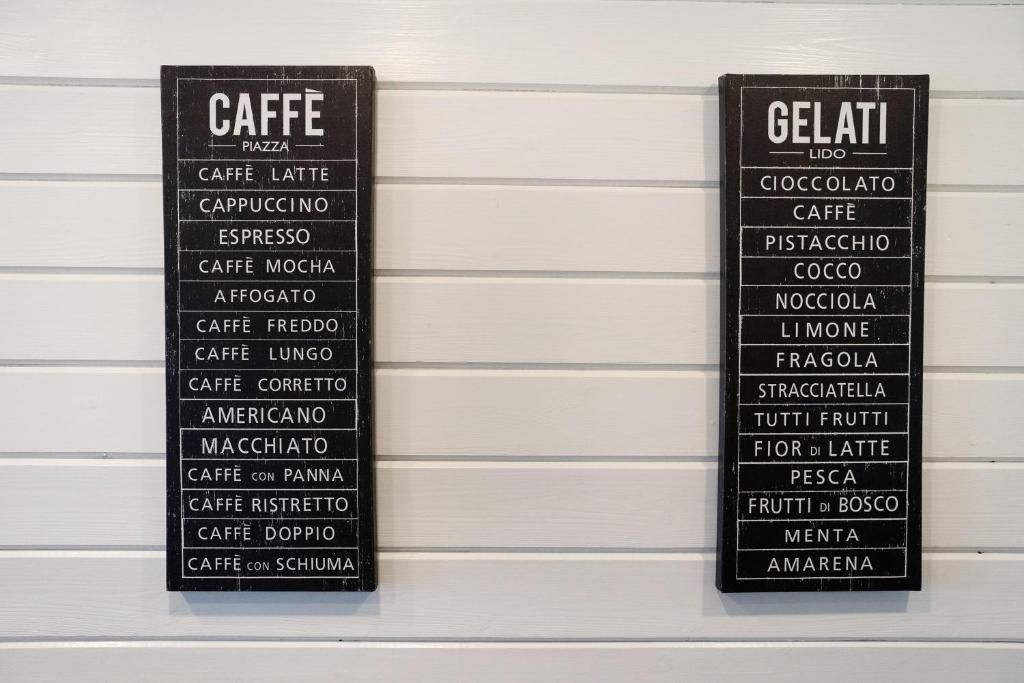 CAFFÈ
PIAZZA
CAFFÈ LATTE
CAPPUCCINO
ESPRESSO
CAFFÈ MOCHA
AFFOGATO
CAFFÈ FREDDO
CAFFÈ LUNGO
CAFFÈ CORRETTO
AMERICANO
MACCHIATO
CAFFÈ CON PANNA
CAFFÈ RISTRETTO
CAFFÈ DOPPIO
CAFFÈ CON SCHIUMA
GELATI
LIDO
CIOCCOLATO
CAFFÈ
PISTACCHIO
COCCO
NOCCIOLA
LIMONE
FRAGOLA
STRACCIATELLA
TUTTI FRUTTI
FIOR DI LATTE
PESCA
FRUTTI DI BOSCO
MENTA
AMARENA